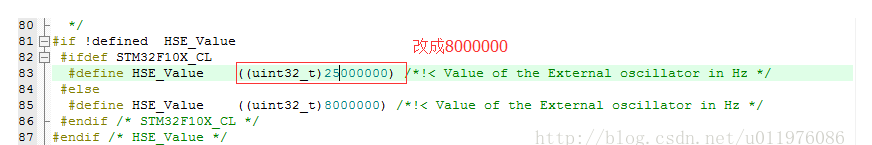 80 */
81 #if !defined HSE_Value 改成8000000
82 #ifdef STM32F10X_CL
83 #define HSE_Value ((uint32_t)25000000) /*!< Value of the External oscillator in Hz */
84 #else
85 #define HSE_Value ((uint32_t)8000000) /*!< Value of the External oscillator in Hz */
86 #endif /* STM32F10X_CL */
87 #endif /* HSE_Value */
http://blog.csdn.net/u011976086